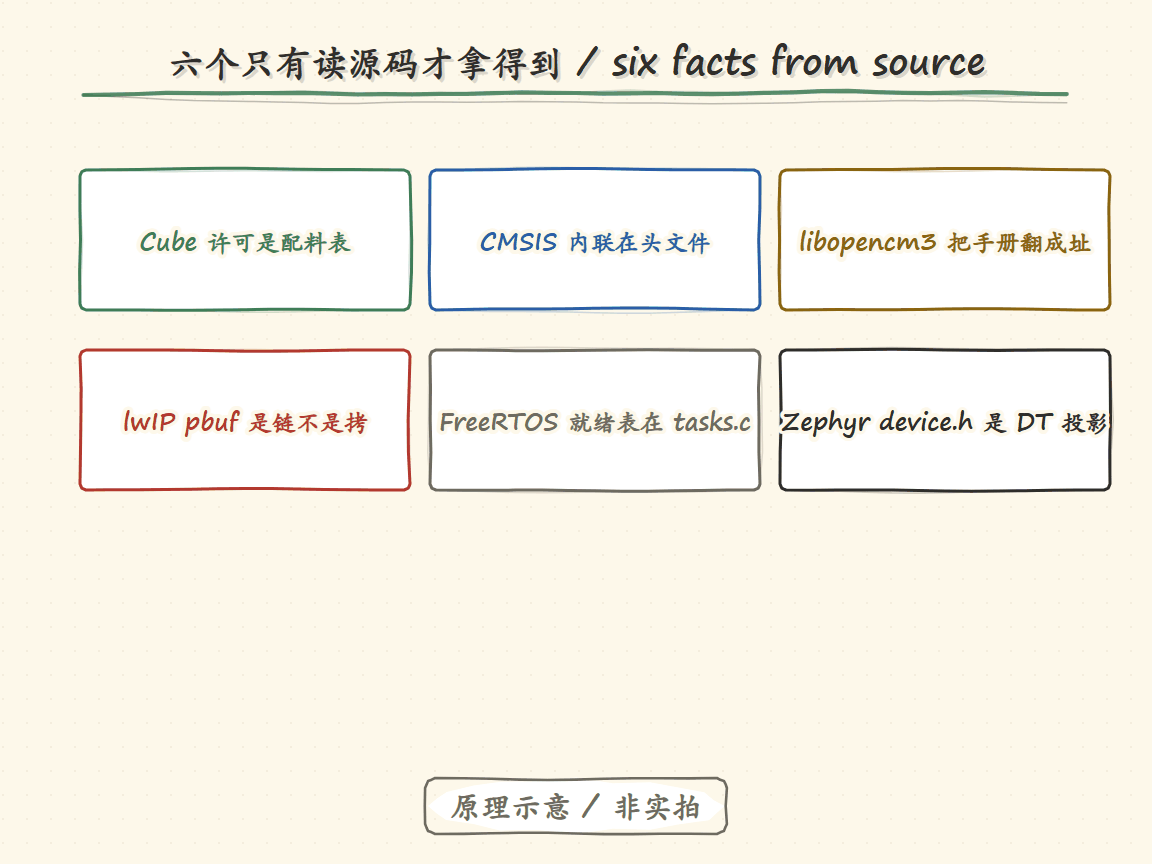 六个只有读源码才拿得到 / six facts from source
Cube 许可是配料表
CMSIS 内联在头文件
libopencm3 把手册翻成址
lwIP pbuf 是链不是拷
FreeRTOS 就绪表在 tasks.c
Zephyr device.h 是 DT 投影
原理示意 / 非实拍